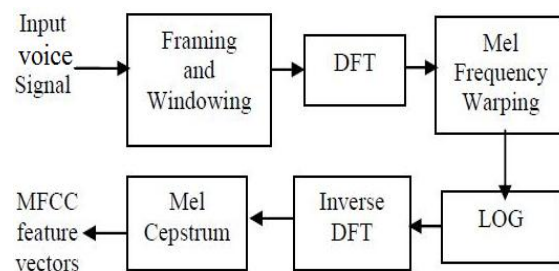 Input
voice
Signal
Framing
and
Windowing
DFT
Mel
Frequency
Warping
LOG
Inverse
DFT
Mel
Cepstrum
MFCC
feature
vectors